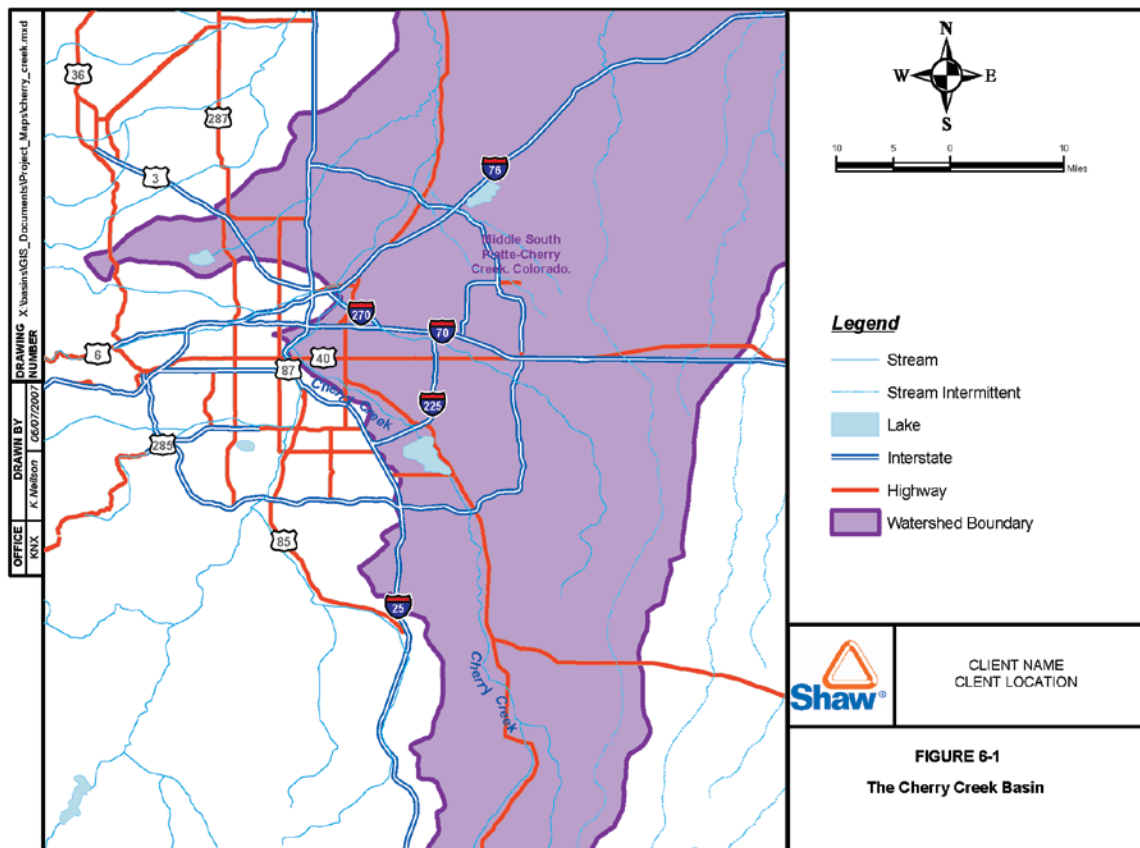 X:\basins\GIS_Documents\Project_Maps\cherry_creek.mxd
DRAWING
NUMBER
DRAWN BY
K. Neilson
06/07/2007
OFFICE
KNX
36
287
3
76
Middle South
Platte-Cherry
Creek. Colorado.
270
70
6
40
87
Cherry Creek
225
285
85
25
Cherry Creek
N
W
E
S
10
5
0
10
Miles
Legend
Stream
Stream Intermittent
Lake
Interstate
Highway
Watershed Boundary
Shaw®
CLIENT NAME
CLENT LOCATION
FIGURE 6-1
The Cherry Creek Basin